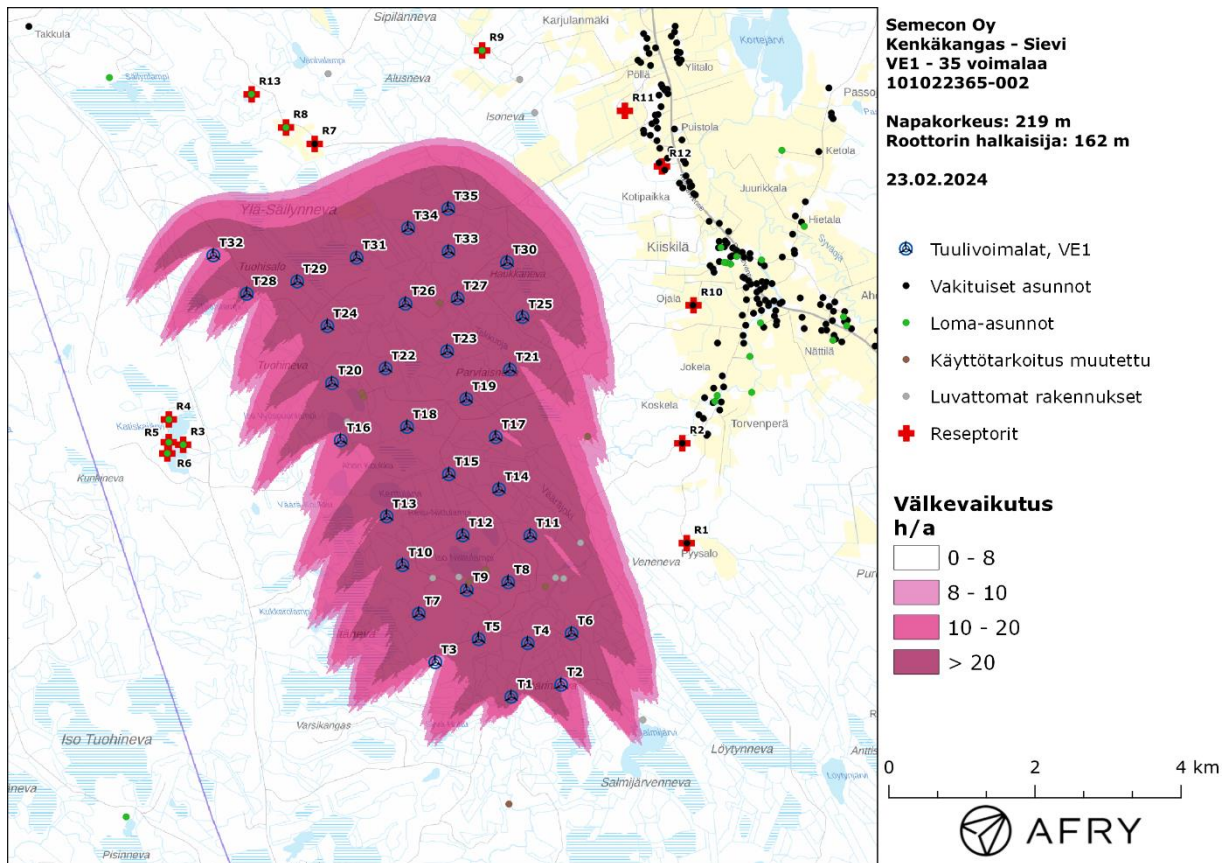 Semecon Oy
Kenkäkangas - Sievi
VE1 - 35 voimalaa
101022365-002
Napakorkeus: 219 m
Roottorin halkaisija: 162 m
23.02.2024
Tuulivoimalat, VE1
Vakituiset asunnot
Loma-asunnot
Käyttötarkoitus muutettu
Luvattomat rakennukset
Reseptorit
Välkevaikutus
h/a
0 - 8
8 - 10
10 - 20
> 20
0 2 4 km
AFRY
Sipilänneva
Karjulanmäki
Takkula
Kortejärvi
R9
Ylitalo
Pöllä
Alusneva
R13
R11
Isoneva
Puistola
R8
R7
Ketola
R12
Juurikkala
Kotipaikka
Ylä-Säilynneva
T35
Hietala
T34
Kiiskilä
T32
T31
T33
T30
Tuohisalo
T28
T29
Ojälä
R10
T26
T27
T25
T24
Nättilä
T23
Tuohineva
T22
T21
Jokela
T20
T19
Koskela
R4
T18
Torvenperä
R5
R3
T16
T17
R2
R6
T15
T14
T13
T12
T11
R1
Pyysalo
Veneneva
T10
T9
T8
T7
T6
T5
T4
T3
T2
T1
Varsikangas
Iso Tuohineva
Löytynneva
Salmijärvenneva
Pisinneva